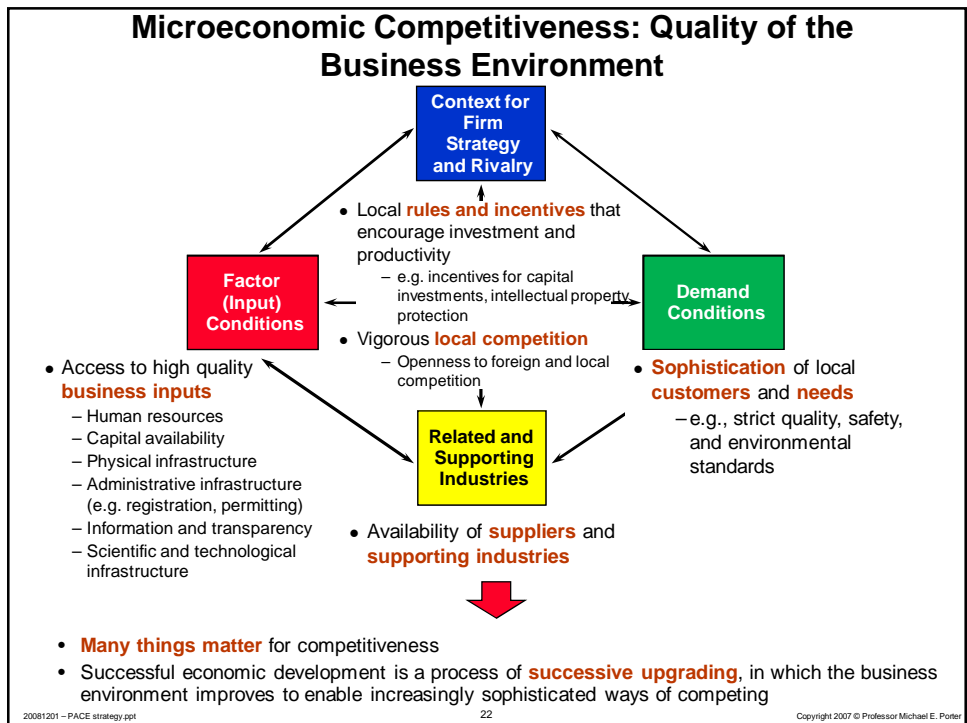 Microeconomic Competitiveness: Quality of the
Business Environment
Context for
Firm
Strategy
and Rivalry
• Local rules and incentives that
encourage investment and
productivity
– e.g. incentives for capital
investments, intellectual property
protection
• Vigorous local competition
– Openness to foreign and local
competition
Factor
(Input)
Conditions
Demand
Conditions
• Access to high quality
business inputs
– Human resources
– Capital availability
– Physical infrastructure
– Administrative infrastructure
(e.g. registration, permitting)
– Information and transparency
– Scientific and technological
infrastructure
• Sophistication of local
customers and needs
– e.g., strict quality, safety,
and environmental
standards
Related and
Supporting
Industries
• Availability of suppliers and
supporting industries
• Many things matter for competitiveness
• Successful economic development is a process of successive upgrading, in which the business
environment improves to enable increasingly sophisticated ways of competing
20081201 – PACE strategy.ppt
22
Copyright 2007 © Professor Michael E. Porter